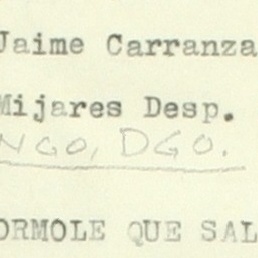 Jaime Carranza
Mijares Desp.
NGO, DGO.
ORMOLE QUE SAL